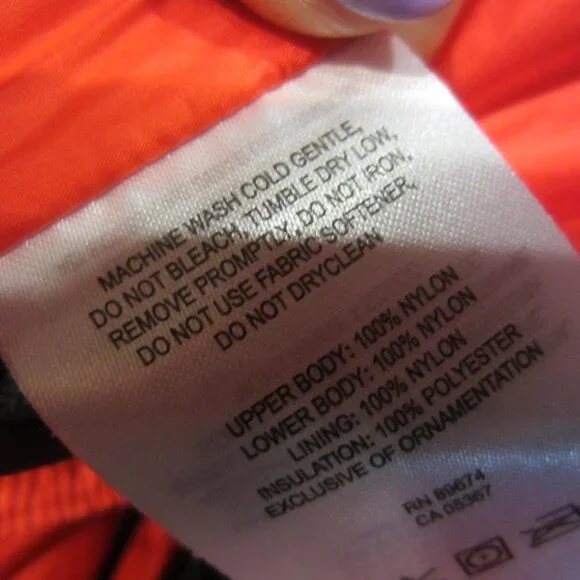 MACHINE WASH COLD GENTLE,
DO NOT BLEACH, TUMBLE DRY LOW,
REMOVE PROMPTLY, DO NOT IRON,
DO NOT USE FABRIC SOFTENER,
DO NOT DRYCLEAN
UPPER BODY: 100% NYLON
LOWER BODY: 100% NYLON
LINING: 100% NYLON
INSULATION: 100% POLYESTER
EXCLUSIVE OF ORNAMENTATION
RN 89674
CA 08367